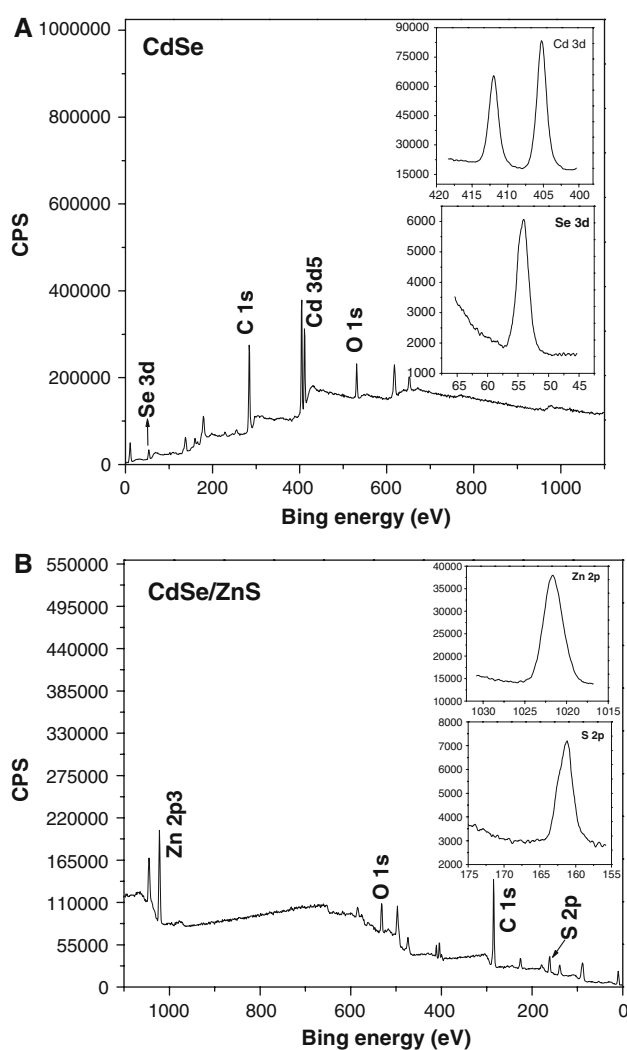 A
CdSe
1000000
800000
600000
400000
200000
0
CPS
0 200 400 600 800 1000
Bing energy (eV)
Se 3d
C 1s
Cd 3d5
O 1s
Cd 3d
90000
75000
60000
45000
30000
15000
420 415 410 405 400
Se 3d
6000
5000
4000
3000
2000
1000
65 60 55 50 45
B
CdSe/ZnS
550000
495000
440000
385000
330000
275000
220000
165000
110000
55000
0
CPS
1000 800 600 400 200 0
Bing energy (eV)
Zn 2p3
O 1s
C 1s
S 2p
Zn 2p
40000
35000
30000
25000
20000
15000
10000
1030 1025 1020 1015
S 2p
8000
7000
6000
5000
4000
3000
2000
175 170 165 160 155